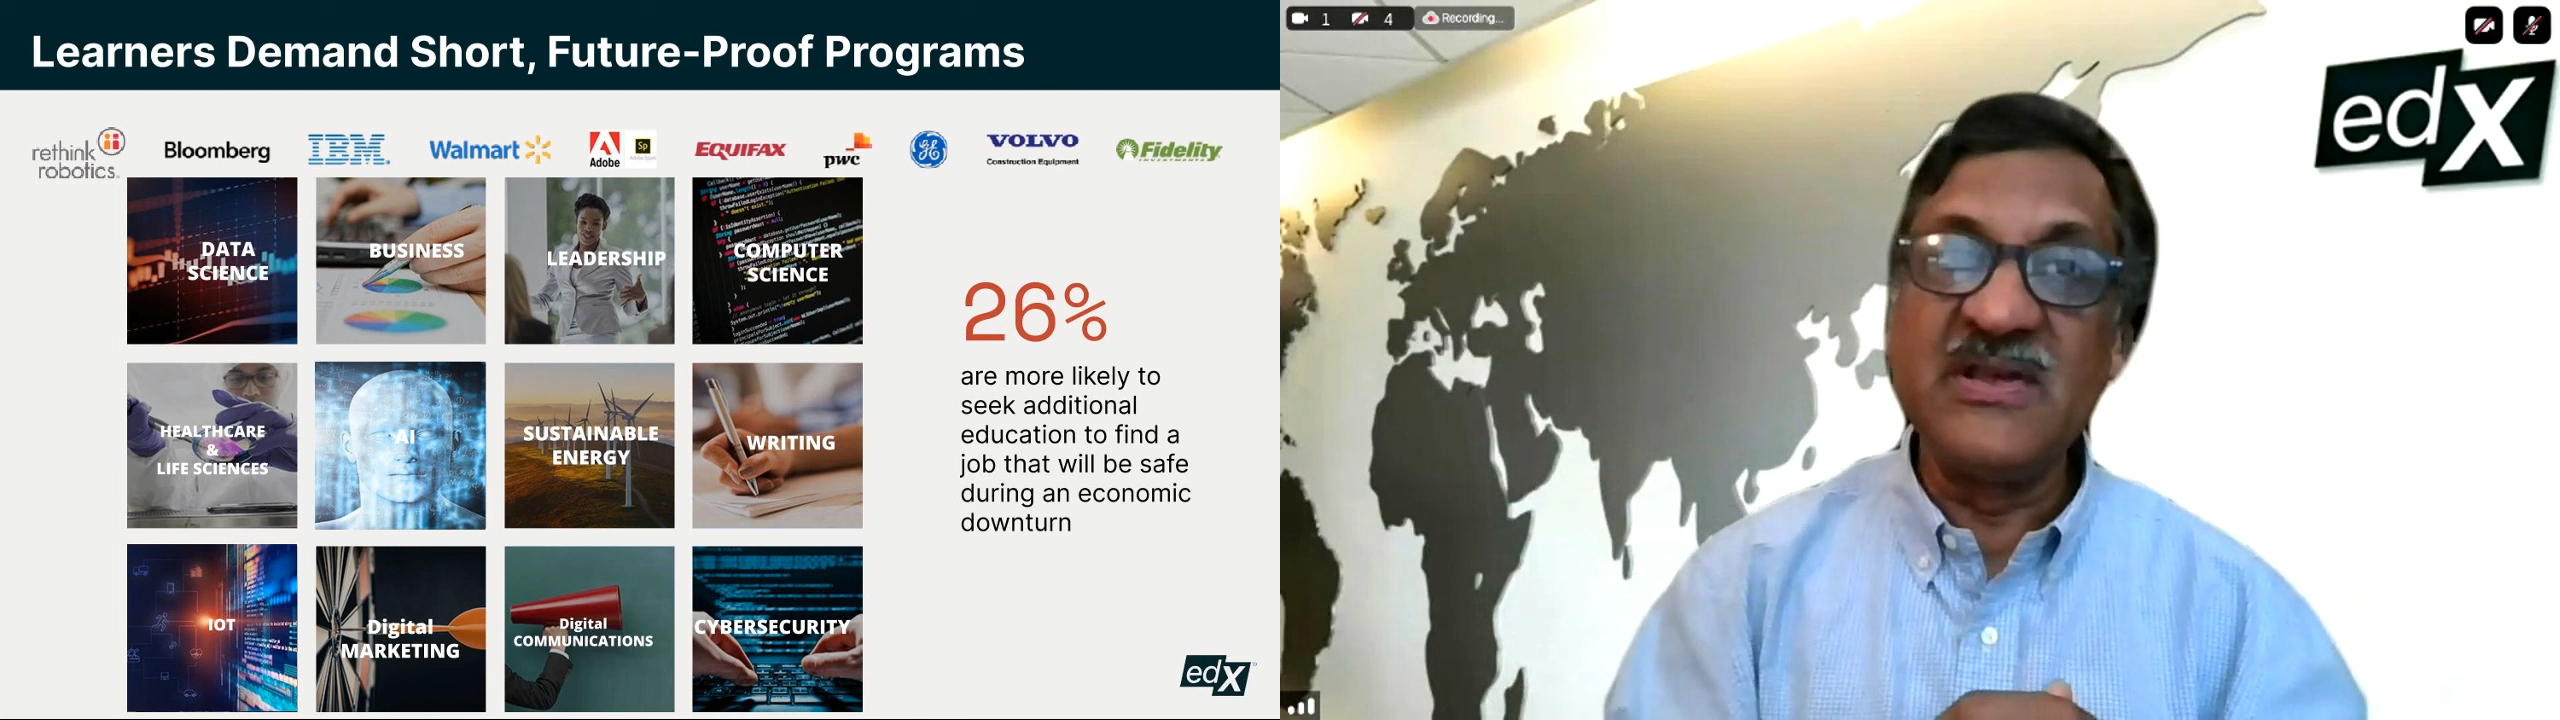 Learners Demand Short, Future-Proof Programs
rethink
robotics.
Bloomberg
IBM
Walmart
Adobe
Sp
EQUIFAX
pwc
GE
VOLVO
Construction Equipment
Fidelity
INVESTMENTS
DATA
SCIENCE
BUSINESS
LEADERSHIP
COMPUTER
SCIENCE
26%
are more likely to
seek additional
education to find a
job that will be safe
during an economic
downturn
HEALTHCARE
&
LIFE SCIENCES
AI
SUSTAINABLE
ENERGY
WRITING
IOT
Digital
MARKETING
Digital
COMMUNICATIONS
CYBERSECURITY
edX
1 4 Recording...
edX